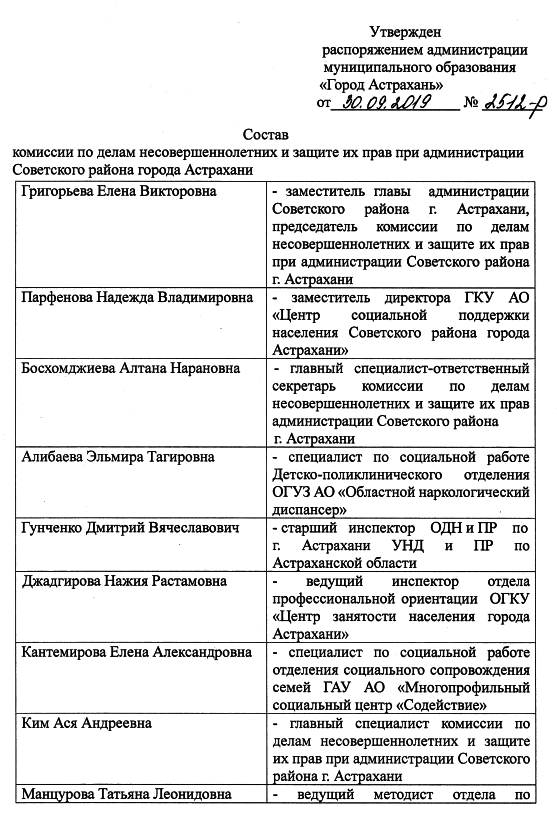 Утвержден
распоряжением администрации
муниципального образования
«Город Астрахань»
от 30.09.2019 № 2512-р
Состав
комиссии по делам несовершеннолетних и защите их прав при администрации
Советского района города Астрахани
Григорьева Елена Викторовна
- заместитель главы администрации
Советского района г. Астрахани,
председатель комиссии по делам
несовершеннолетних и защите их прав
при администрации Советского района
г. Астрахани
Парфенова Надежда Владимировна
- заместитель директора ГКУ АО
«Центр социальной поддержки
населения Советского района города
Астрахани»
Босхомджиева Алтана Нарановна
- главный специалист-ответственный
секретарь комиссии по делам
несовершеннолетних и защите их прав
администрации Советского района
г. Астрахани
Алибаева Эльмира Тагировна
- специалист по социальной работе
Детско-поликлинического отделения
ОГУЗ АО «Областной наркологический
диспансер»
Гунченко Дмитрий Вячеславович
- старший инспектор ОДН и ПР по
г. Астрахани УНД и ПР по
Астраханской области
Джадгирова Нажия Растамовна
- ведущий инспектор отдела
профессиональной ориентации ОГКУ
«Центр занятости населения города
Астрахани»
Кантемирова Елена Александровна
- специалист по социальной работе
отделения социального сопровождения
семей ГАУ АО «Многопрофильный
социальный центр «Содействие»
Ким Ася Андреевна
- главный специалист комиссии по
делам несовершеннолетних и защите
их прав при администрации Советского
района г. Астрахани
Манцурова Татьяна Леонидовна
- ведущий методист отдела по